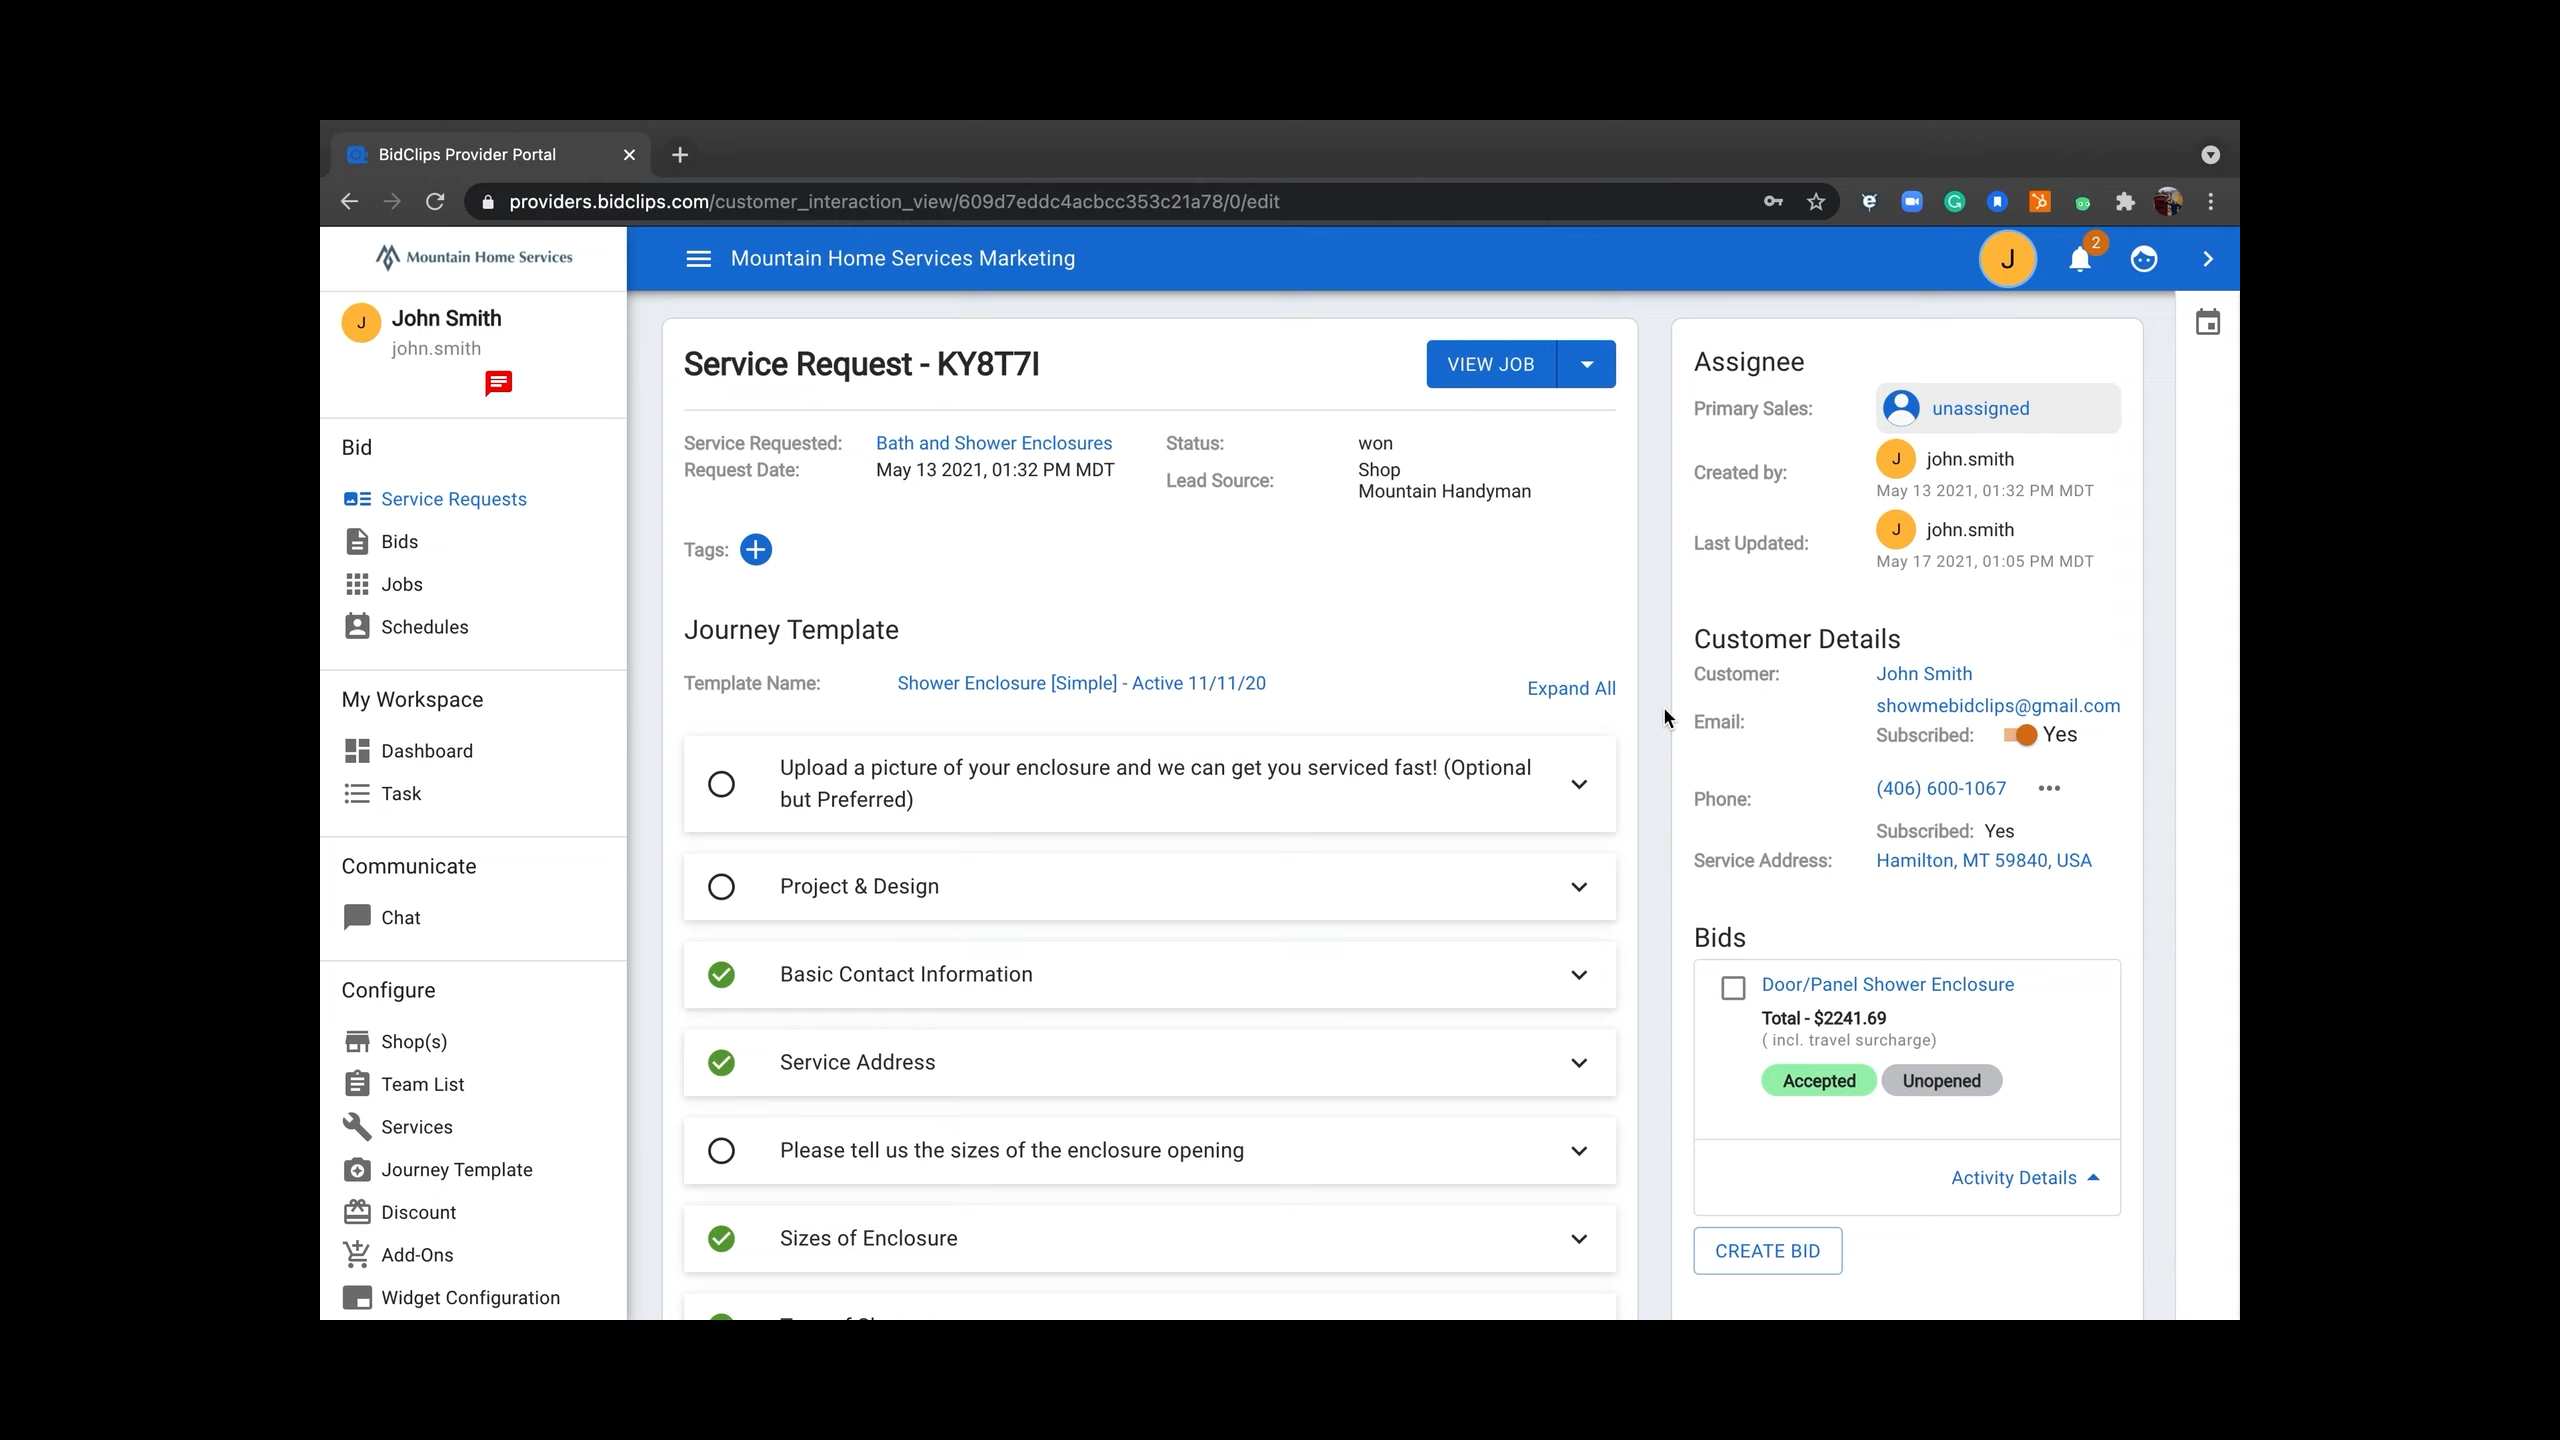 BidClips Provider Portal
providers.bidclips.com/customer_interaction_view/609d7eddc4acbcc353c21a78/0/edit
Mountain Home Services
Mountain Home Services Marketing
J
2
J
John Smith
john.smith
Bid
Service Requests
Bids
Jobs
Schedules
My Workspace
Dashboard
Task
Communicate
Chat
Configure
Shop(s)
Team List
Services
Journey Template
Discount
Add-Ons
Widget Configuration
Service Request - KY8T7I
VIEW JOB
Service Requested: Bath and Shower Enclosures
Request Date: May 13 2021, 01:32 PM MDT
Status: won
Lead Source: Shop
Mountain Handyman
Tags:
Journey Template
Template Name: Shower Enclosure [Simple] - Active 11/11/20
Expand All
Upload a picture of your enclosure and we can get you serviced fast! (Optional
but Preferred)
Project & Design
Basic Contact Information
Service Address
Please tell us the sizes of the enclosure opening
Sizes of Enclosure
Assignee
Primary Sales: unassigned
Created by: J john.smith
May 13 2021, 01:32 PM MDT
Last Updated: J john.smith
May 17 2021, 01:05 PM MDT
Customer Details
Customer: John Smith
Email: showmebidclips@gmail.com
Subscribed: Yes
Phone: (406) 600-1067
Subscribed: Yes
Service Address: Hamilton, MT 59840, USA
Bids
Door/Panel Shower Enclosure
Total - $2241.69
( incl. travel surcharge)
Accepted Unopened
Activity Details
CREATE BID